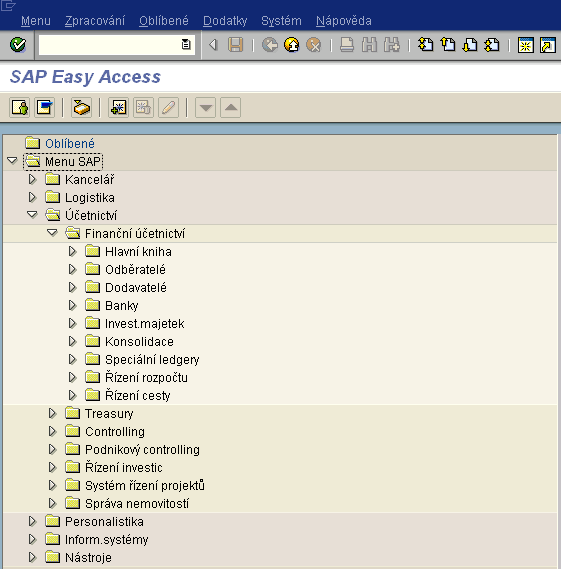 Menu Zpracování Oblíbené Dodatky Systém Nápověda
SAP Easy Access
Oblíbené
Menu SAP
Kancelář
Logistika
Účetnictví
Finanční účetnictví
Hlavní kniha
Odběratelé
Dodavatelé
Banky
Invest.majetek
Konsolidace
Speciální ledgery
Řízení rozpočtu
Řízení cesty
Treasury
Controlling
Podnikový controlling
Řízení investic
Systém řízení projektů
Správa nemovitostí
Personalistika
Inform.systémy
Nástroje